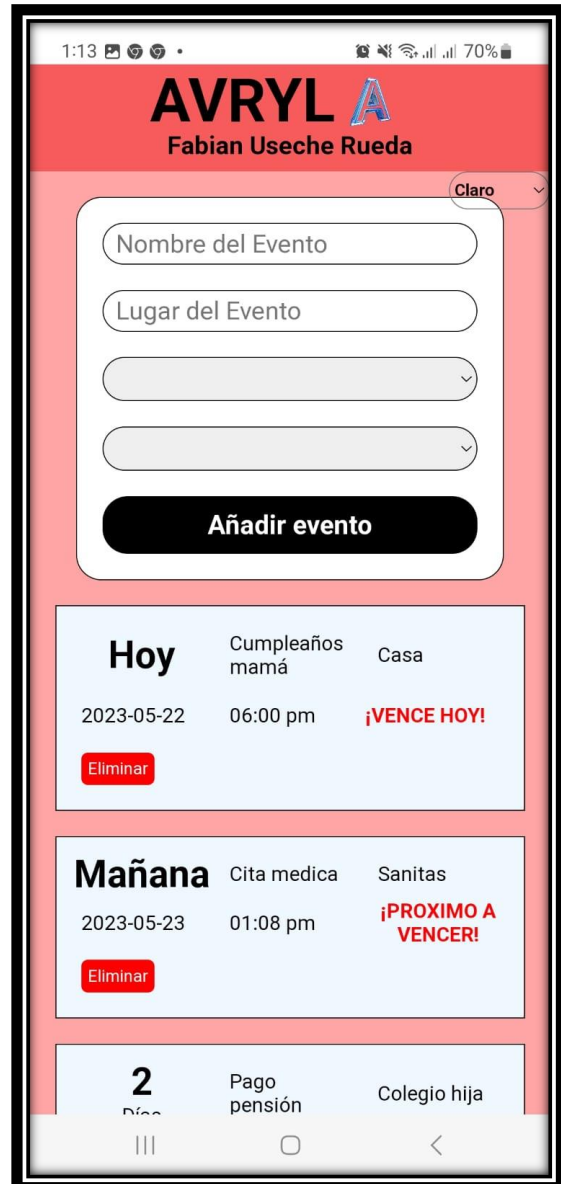 1:13
70%
AVRYL A
Fabian Useche Rueda
Claro
Nombre del Evento
Lugar del Evento
Añadir evento
Hoy
Cumpleaños
mamá
Casa
2023-05-22
06:00 pm
¡VENCE HOY!
Eliminar
Mañana
Cita medica
Sanitas
2023-05-23
01:08 pm
¡PROXIMO A
VENCER!
Eliminar
2
Días
Pago
pensión
Colegio hija